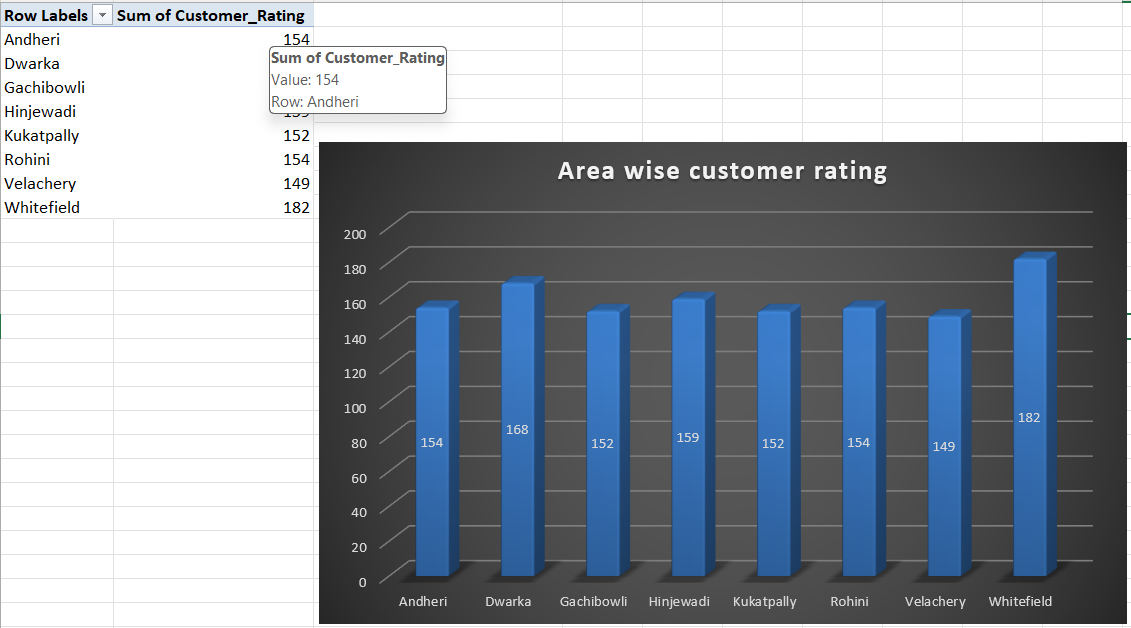 Row Labels Sum of Customer_Rating
Andheri 154
Dwarka
Gachibowli
Hinjewadi
Kukatpally 152
Rohini 154
Velachery 149
Whitefield 182
Sum of Customer_Rating
Value: 154
Row: Andheri
Area wise customer rating
200
180
160
140
120
100
80
60
40
20
0
154 168 152 159 152 154 149 182
Andheri Dwarka Gachibowli Hinjewadi Kukatpally Rohini Velachery Whitefield